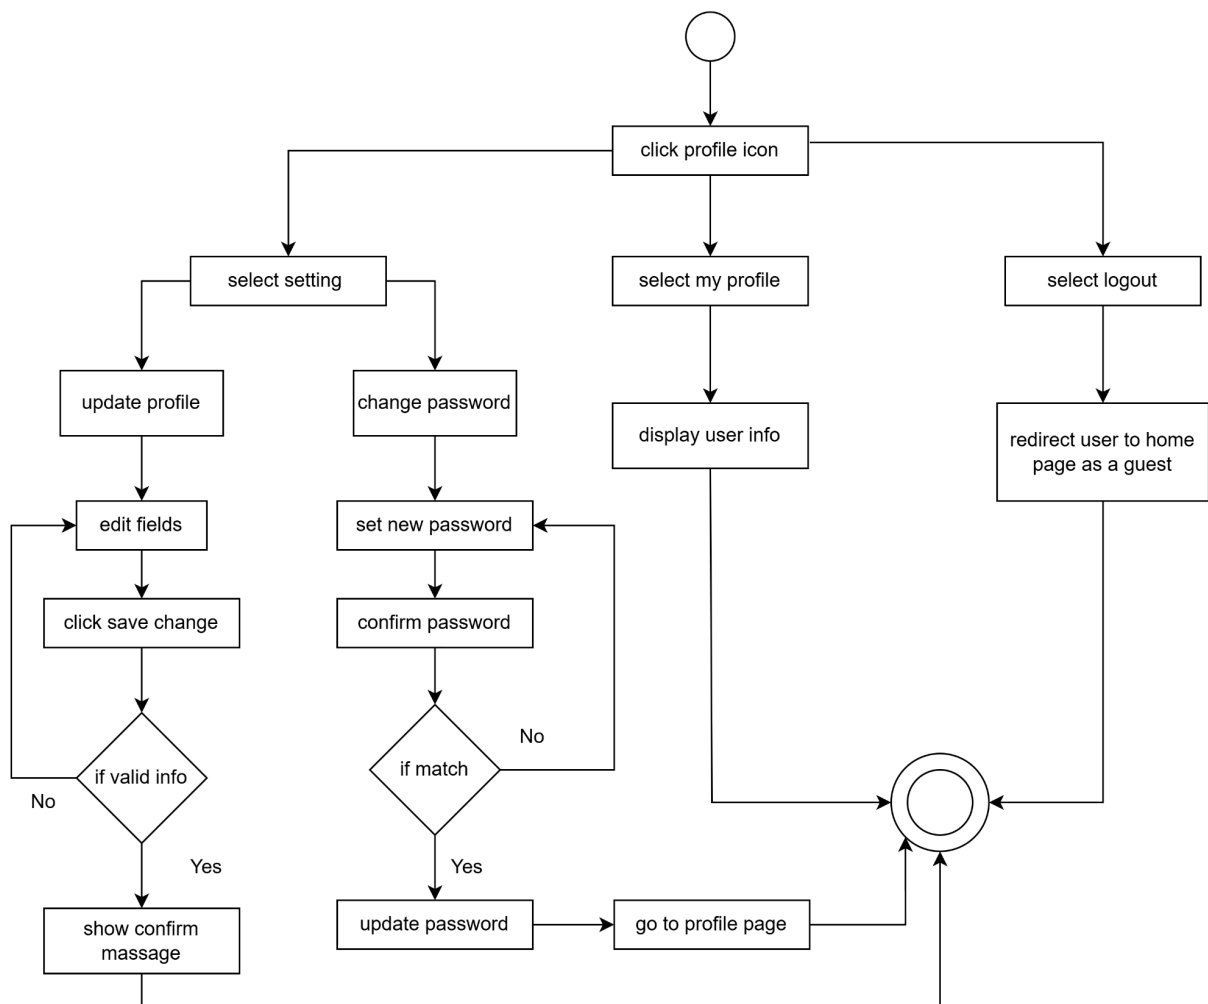 click profile icon
select setting
select my profile
select logout
update profile
change password
display user info
redirect user to home
page as a guest
edit fields
set new password
click save change
confirm password
if valid info
No
if match
No
Yes
Yes
show confirm
massage
update password
go to profile page